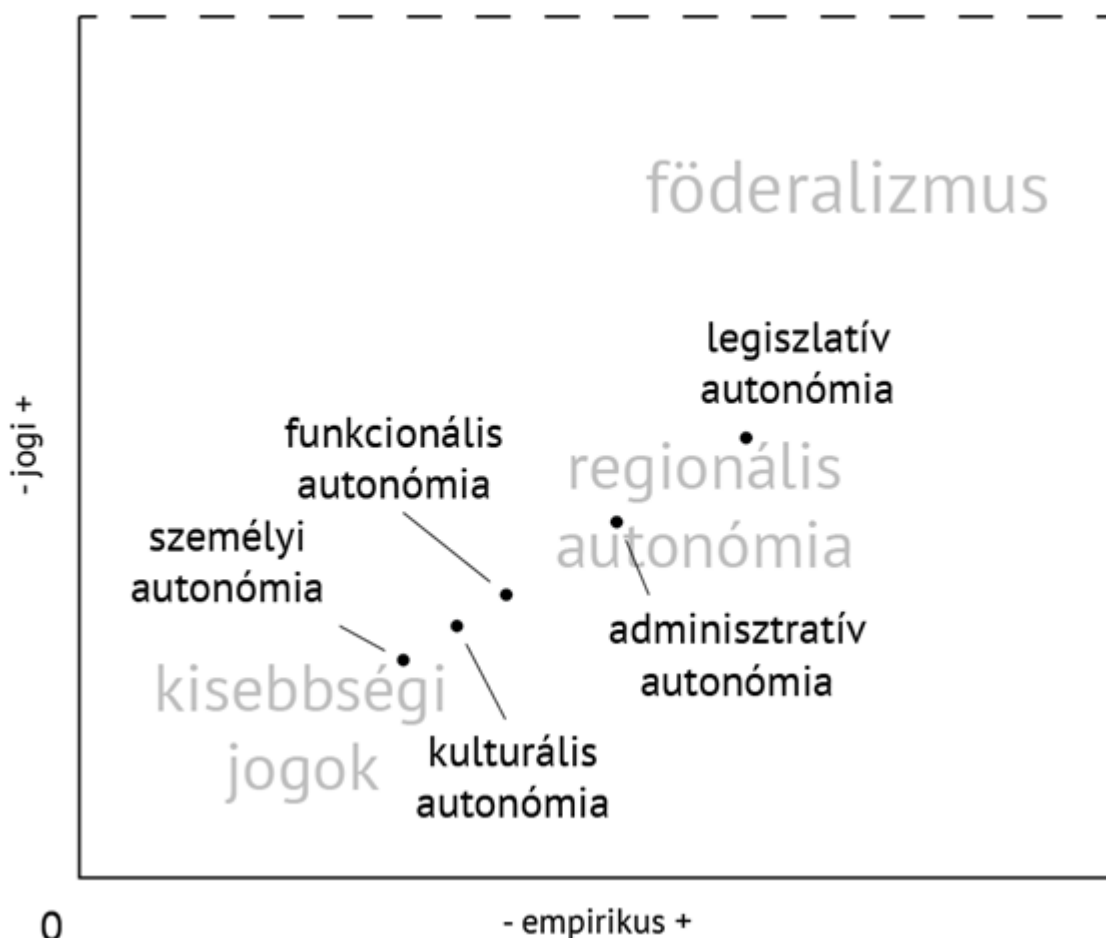 föderalizmus
legiszlatív
autonómia
funkcionális
autonómia
regionális
autonómia
személyi
autonómia
adminisztratív
autonómia
kisebbségi
jogok
kulturális
autonómia
- jogi +
0
- empirikus +